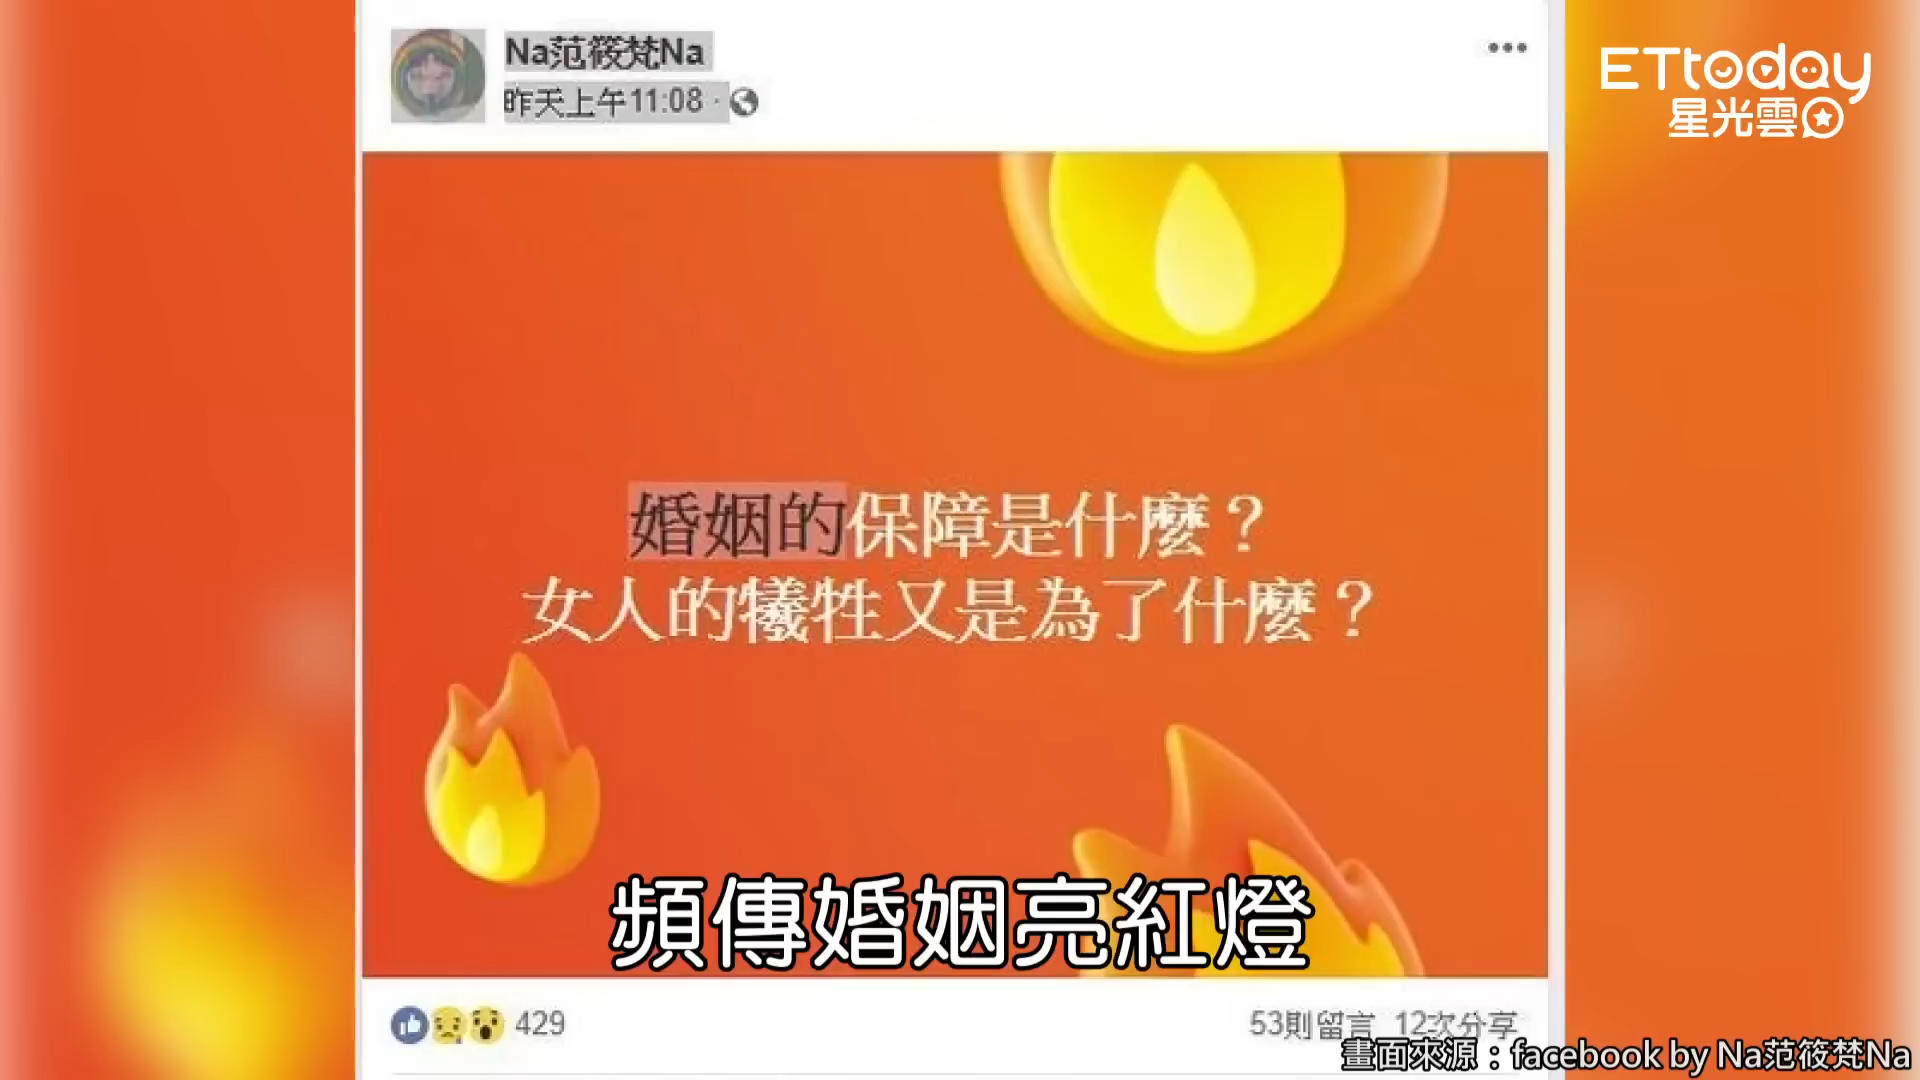 Na范筱梵Na
昨天上午11:08 ·
ETtoday
星光雲
婚姻的保障是什麼？
女人的犧牲又是為了什麼？
頻傳婚姻亮紅燈
429
53則留言 12次分享
畫面來源：facebook by Na范筱梵Na